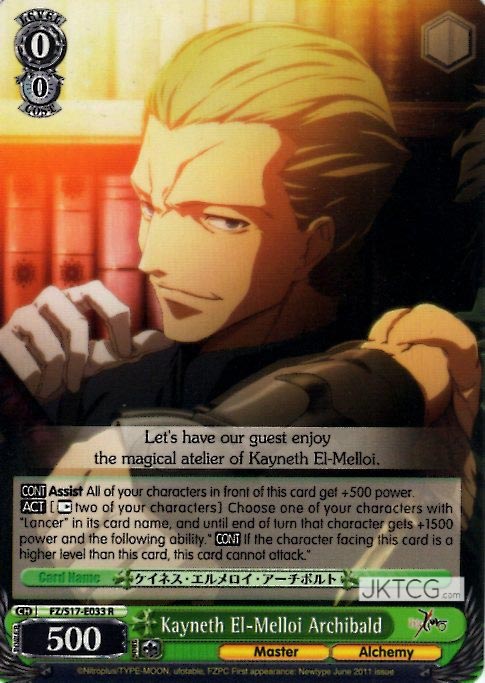 LEVEL
0
0
COST
Let's have our guest enjoy
the magical atelier of Kayneth El-Melloi.
CONT Assist All of your characters in front of this card get +500 power.
ACT [ two of your characters] Choose one of your characters with
"Lancer" in its card name, and until end of turn that character gets +1500
power and the following ability." CONT If the character facing this card is a
higher level than this card, this card cannot attack."
Card Name ケイネス・エルメロイ・アーチボルト
JKTCG.com
CH FZ/S17-E033 R
POWER 500 SOUL Kayneth El-Melloi Archibald
Master Alchemy
©Nitroplus/TYPE-MOON, ufotable, FZPC First appearance: Newtype June 2011 issue